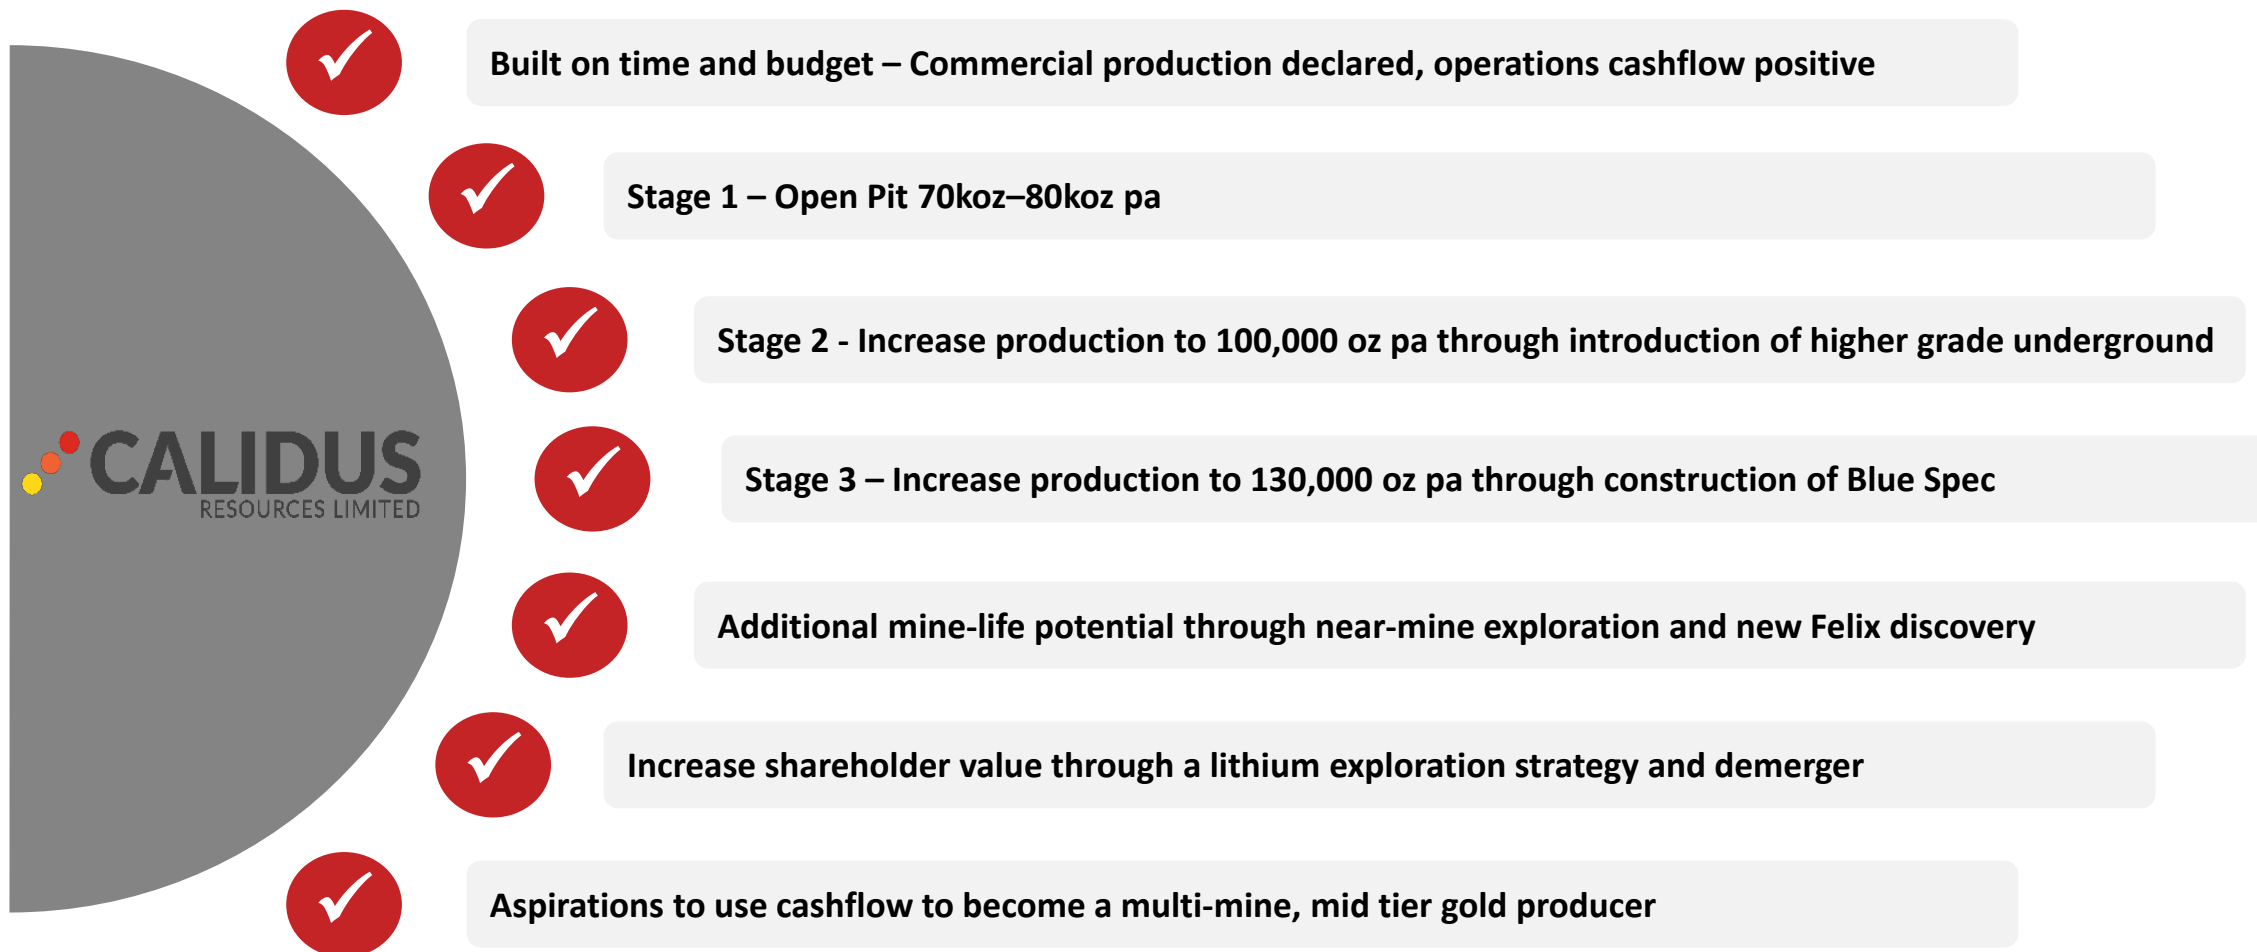 Built on time and budget – Commercial production declared, operations cashflow positive
Stage 1 – Open Pit 70koz–80koz pa
Stage 2 - Increase production to 100,000 oz pa through introduction of higher grade underground
CALIDUS
RESOURCES LIMITED
Stage 3 – Increase production to 130,000 oz pa through construction of Blue Spec
Additional mine-life potential through near-mine exploration and new Felix discovery
Increase shareholder value through a lithium exploration strategy and demerger
Aspirations to use cashflow to become a multi-mine, mid tier gold producer